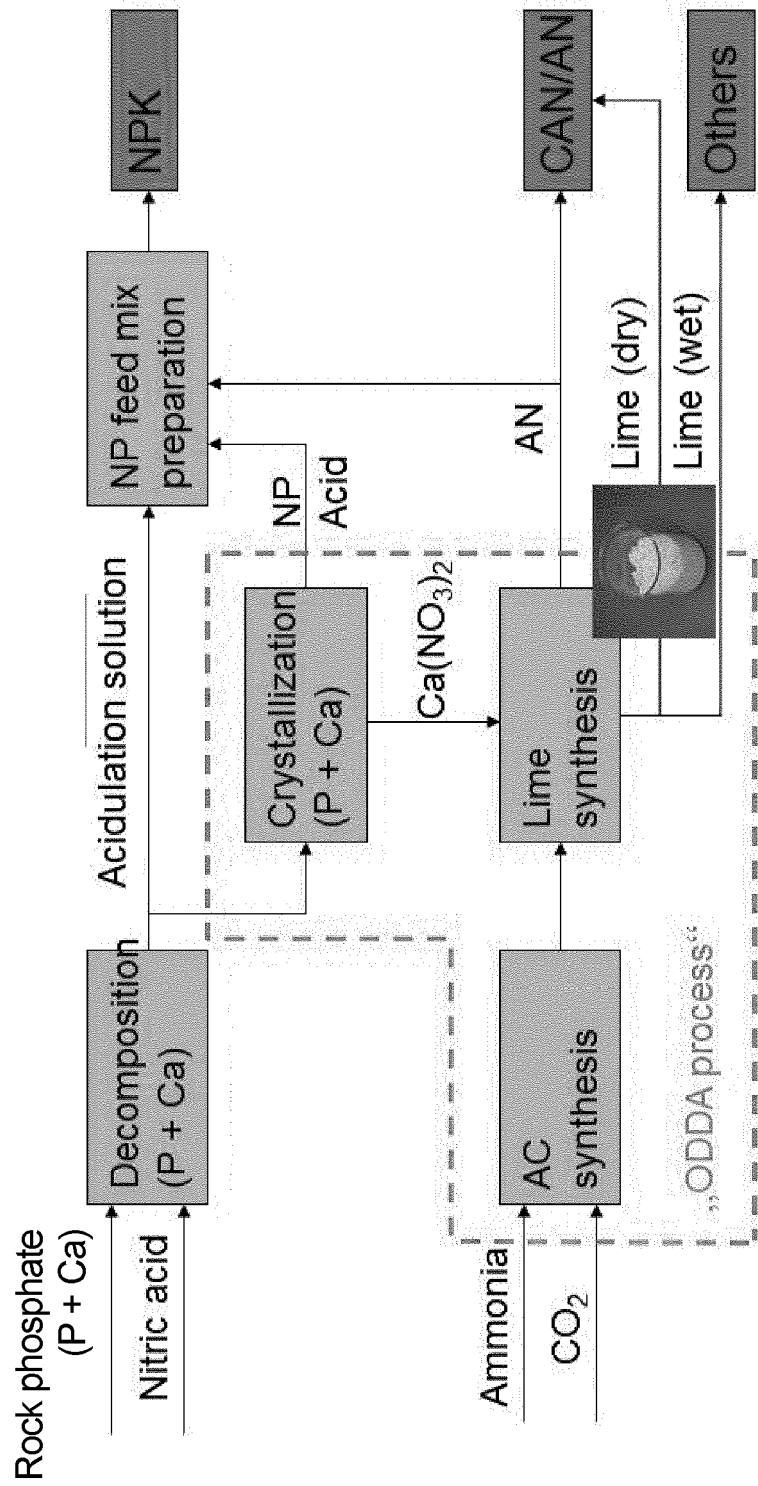 Rock phosphate
(P + Ca)
Nitric acid
Decomposition
(P + Ca)
Acidulation solution
NP feed mix
preparation
NPK
Crystallization
(P + Ca)
NP
Acid
Ca(NO3)2
Ammonia
CO2
AC
synthesis
Lime
synthesis
AN
CAN/AN
Lime (dry)
Lime (wet)
Others
„ODDA process“